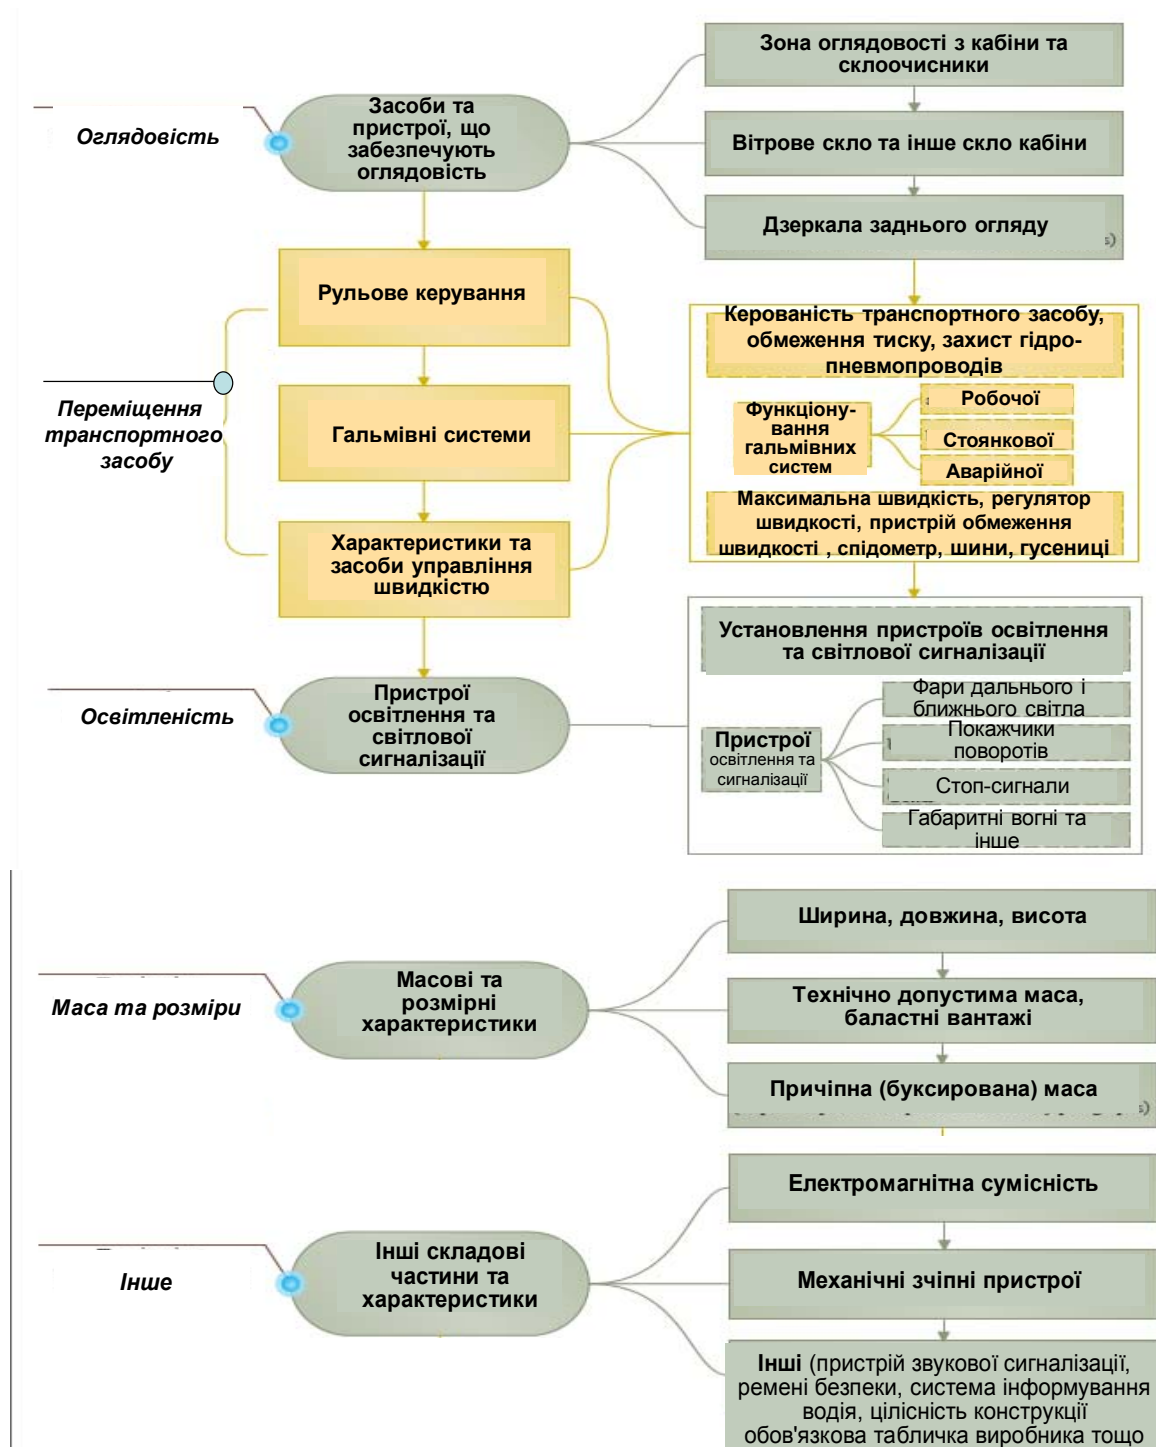 Оглядовість
Засоби та
пристрої, що
забезпечують
оглядовість
Зона оглядовості з кабіни та
склоочисники
Вітрове скло та інше скло кабіни
Дзеркала заднього огляду
s)
Переміщення
транспортного
засобу
Рульове керування
Гальмівні системи
Характеристики та
засоби управління
швидкістю
Керованість транспортного засобу,
обмеження тиску, захист гідро-
пневмопроводів
Функціону-
вання
гальмівних
систем
Робочої
Стоянкової
Аварійної
Максимальна швидкість, регулятор
швидкості, пристрій обмеження
швидкості , спідометр, шини, гусениці
Освітленість
Пристрої
освітлення та
світлової
сигналізації
Установлення пристроїв освітлення
та світлової сигналізації
Пристрої
освітлення та
сигналізації
Фари дальнього і
ближнього світла
Покажчики
поворотів
Стоп-сигнали
Габаритні вогні та
інше
Маса та розміри
Масові та
розмірні
характеристики
Ширина, довжина, висота
Технічно допустима маса,
баластні вантажі
Причіпна (буксирована) маса
s)
Інше
Інші складові
частини та
характеристики
Електромагнітна сумісність
Механічні зчіпні пристрої
Інші (пристрій звукової сигналізації,
ремені безпеки, система інформування
водія, цілісність конструкції
обов'язкова табличка виробника тощо